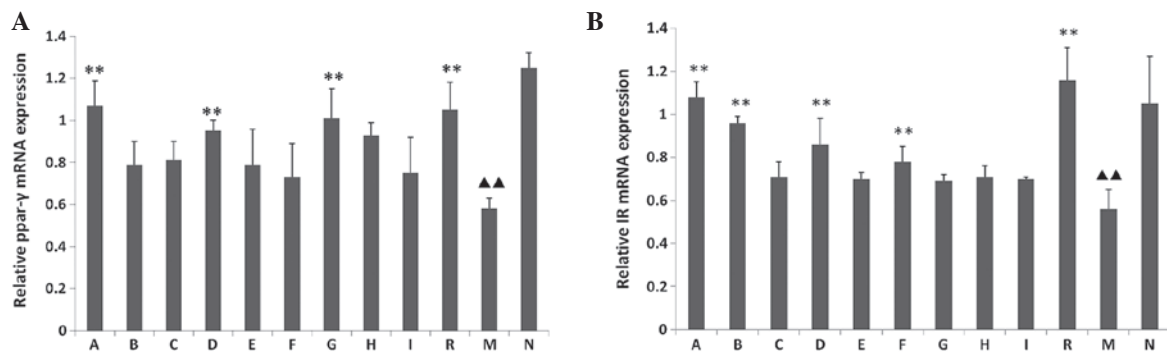 A
Relative ppar-γ mRNA expression
1.4
1.2
1
0.8
0.6
0.4
0.2
0
** ** ** ** ▲▲
A B C D E F G H I R M N
B
Relative IR mRNA expression
1.4
1.2
1
0.8
0.6
0.4
0.2
0
** ** ** ** ** ▲▲
A B C D E F G H I R M N